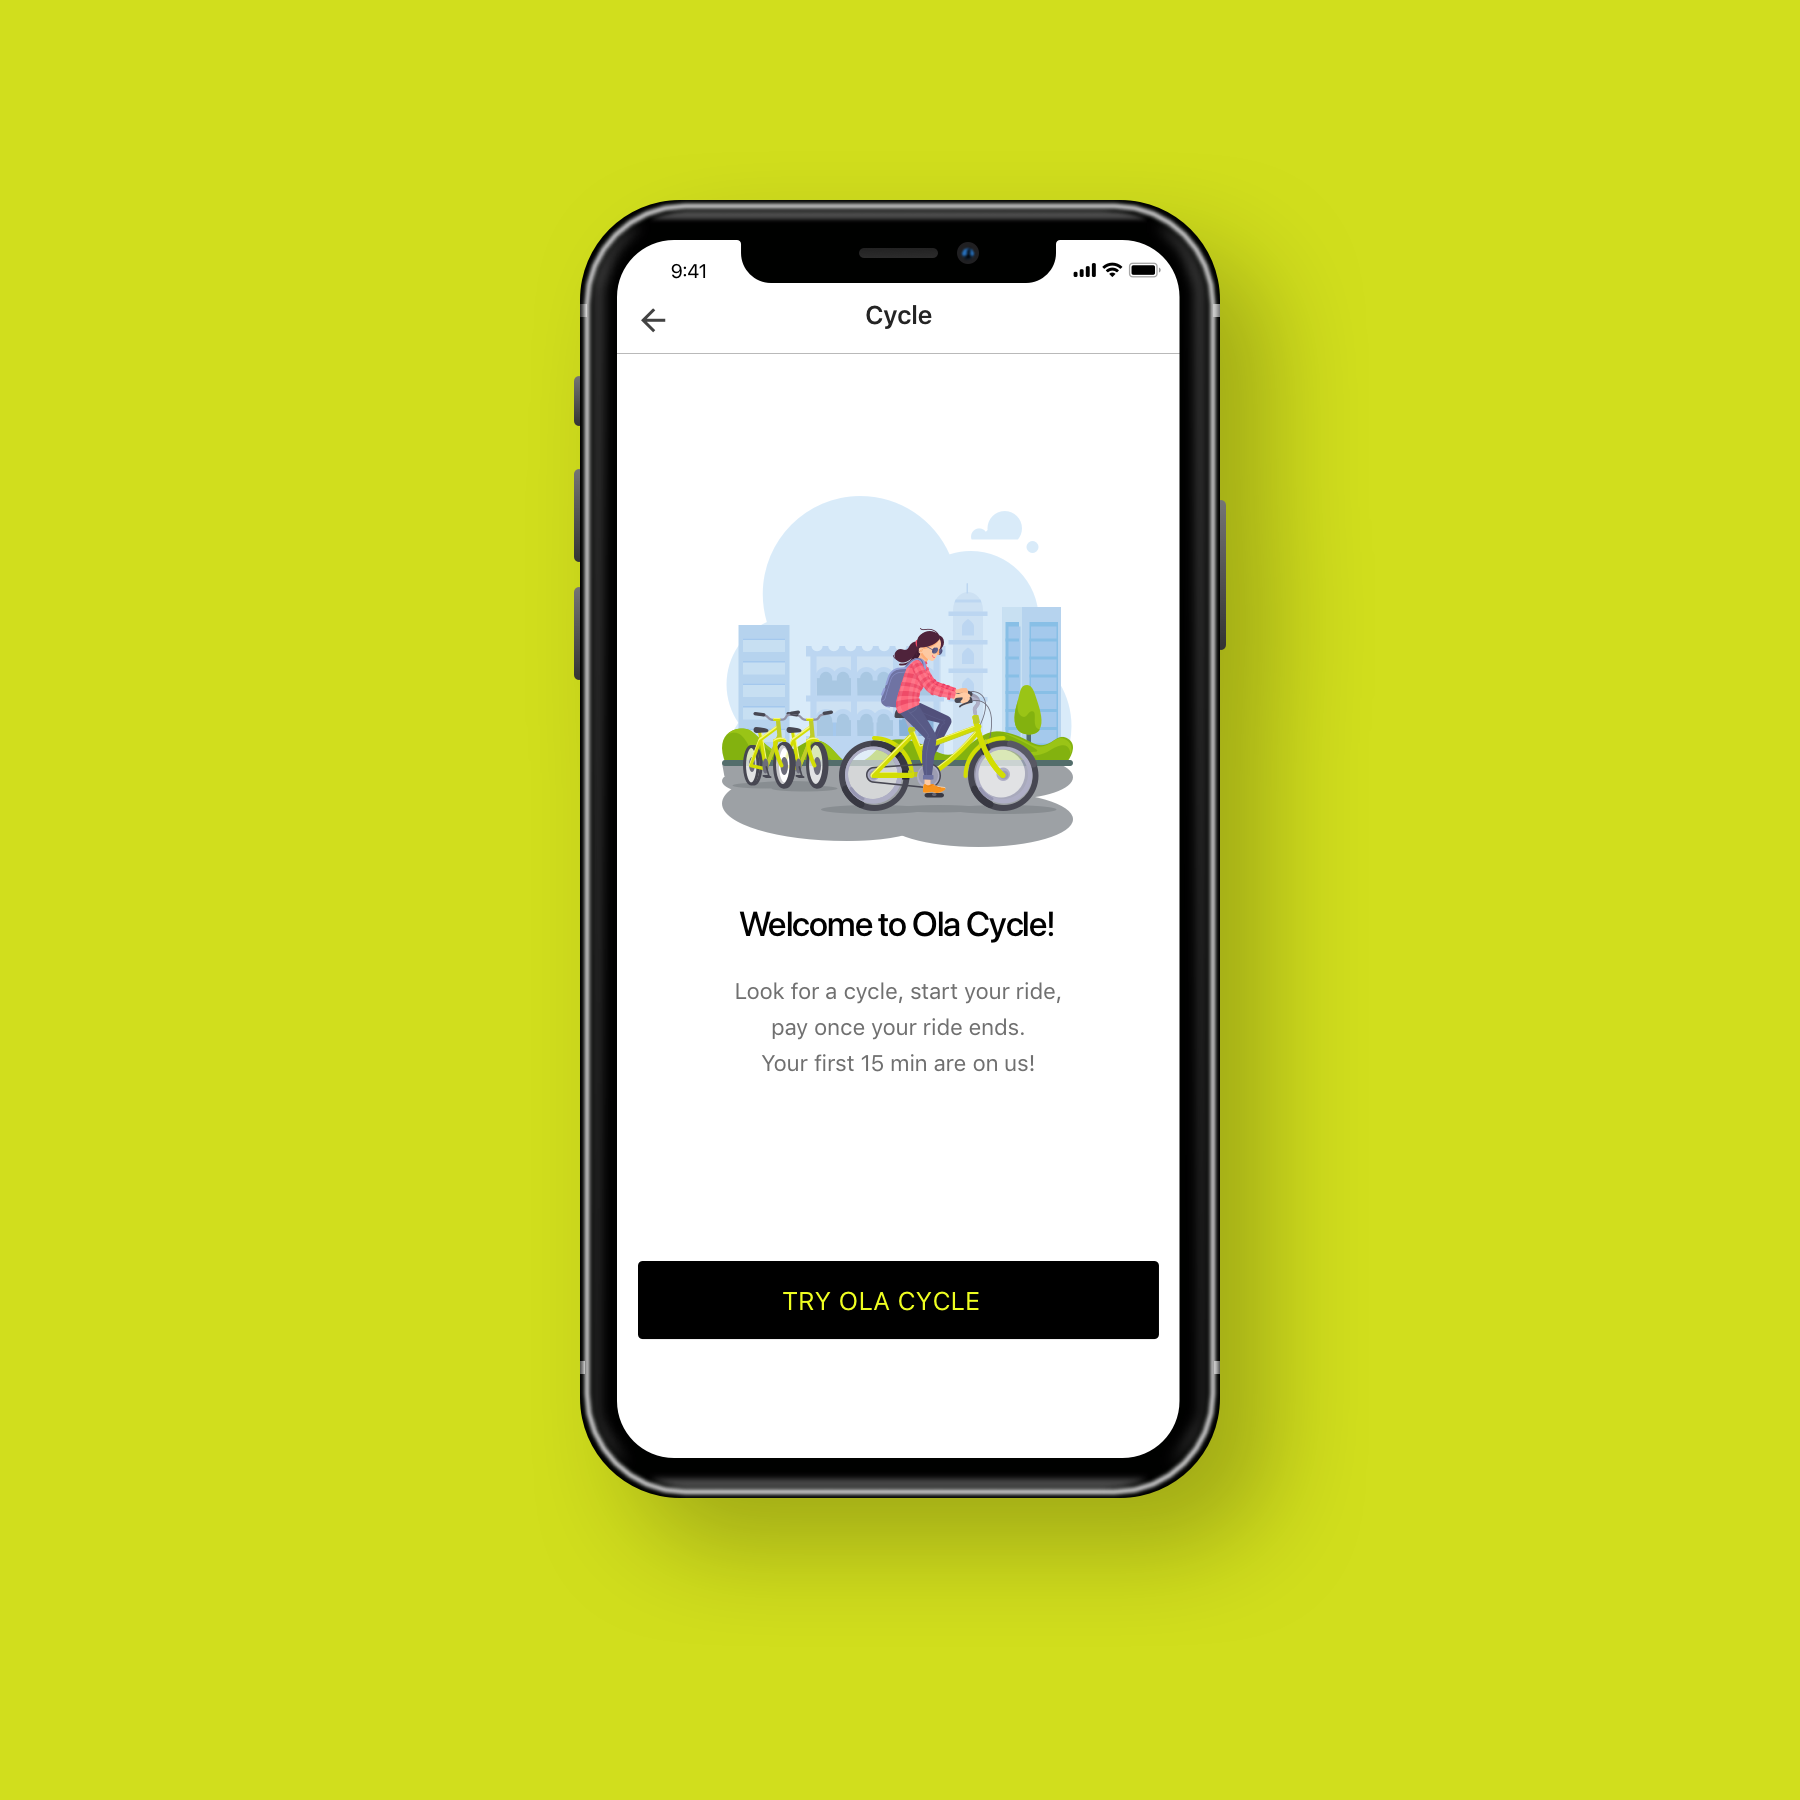 9:41
Cycle
Welcome to Ola Cycle!
Look for a cycle, start your ride,
pay once your ride ends.
Your first 15 min are on us!
TRY OLA CYCLE